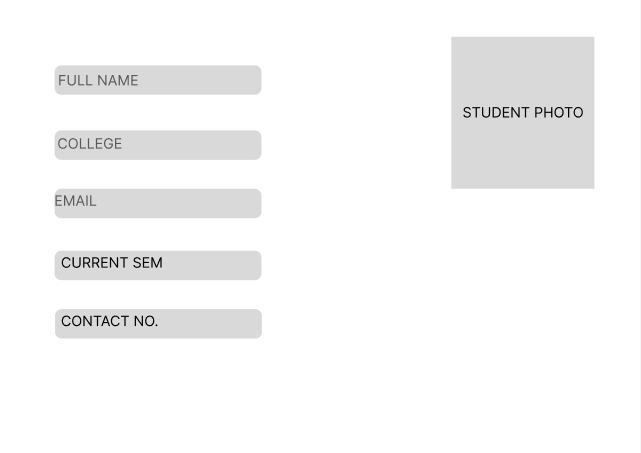 FULL NAME
STUDENT PHOTO
COLLEGE
EMAIL
CURRENT SEM
CONTACT NO.